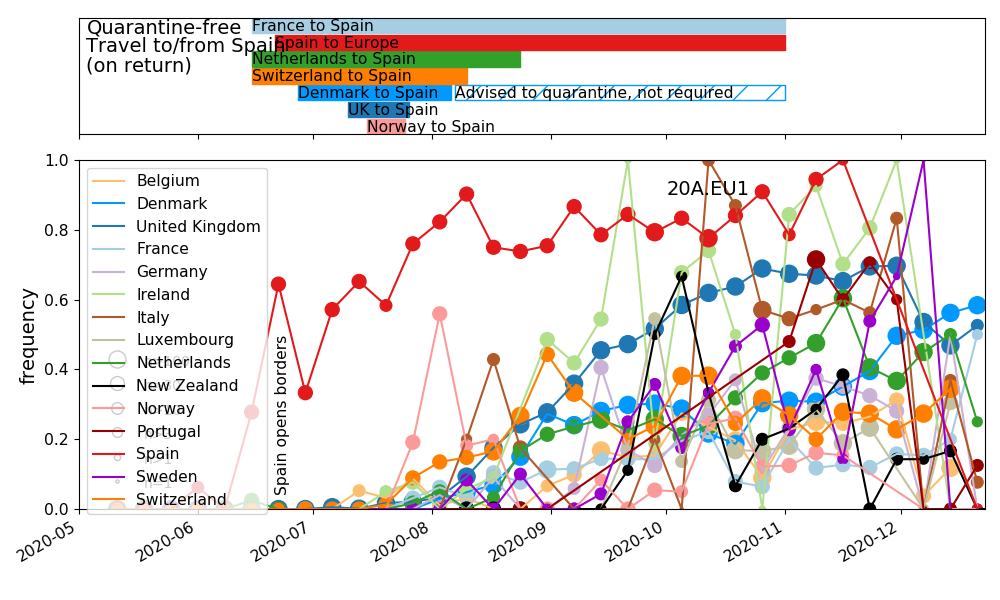 Quarantine-free
Travel to/from Spain
(on return)
France to Spain
Spain to Europe
Netherlands to Spain
Switzerland to Spain
Denmark to Spain
Advised to quarantine, not required
UK to Spain
Norway to Spain
20A.EU1
frequency
1.0
0.8
0.6
0.4
0.2
0.0
Belgium
Denmark
United Kingdom
France
Germany
Ireland
Italy
Luxembourg
Netherlands
New Zealand
Norway
Portugal
Spain
Sweden
Switzerland
Spain opens borders
2020-05
2020-06
2020-07
2020-08
2020-09
2020-10
2020-11
2020-12